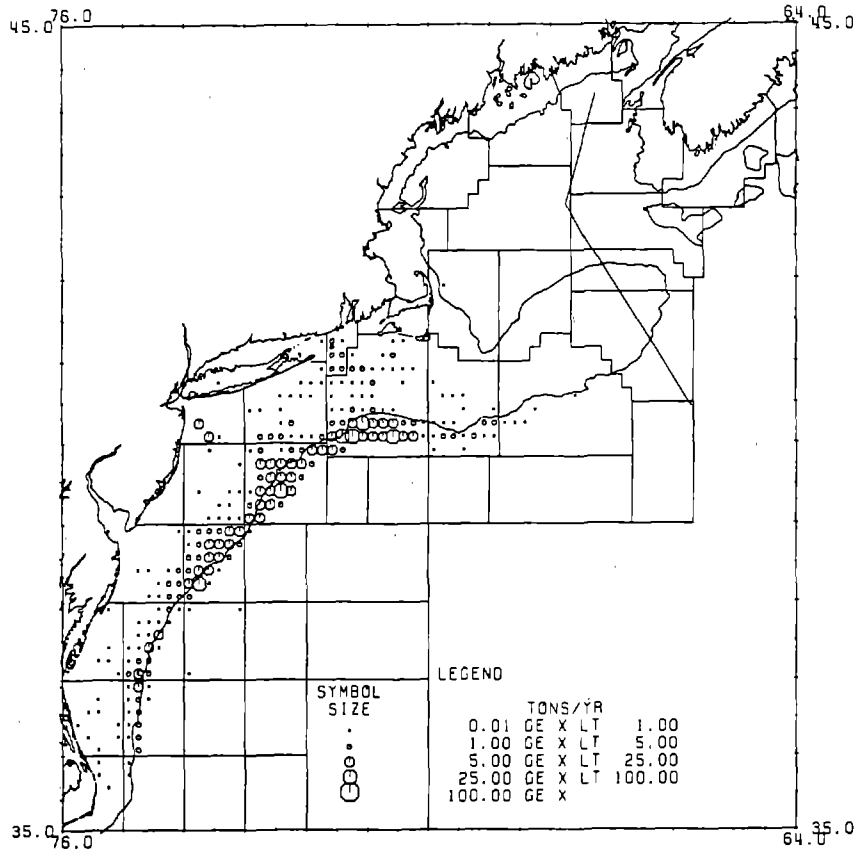 45.0 76.0 64.0 45.0
LEGEND
SYMBOL
SIZE
TONS/YR
0.01 GE X LT 1.00
1.00 GE X LT 5.00
5.00 GE X LT 25.00
25.00 GE X LT 100.00
100.00 GE X
35.0 76.0 64.0 35.0